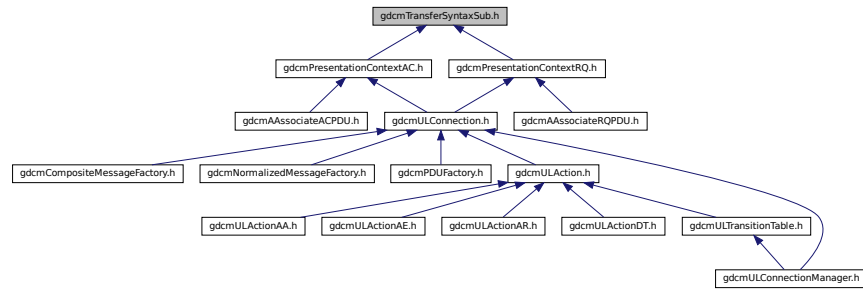 gdcmTransferSyntaxSub.h
gdcmPresentationContextAC.h
gdcmPresentationContextRQ.h
gdcmAAssociateACPDU.h
gdcmULConnection.h
gdcmAAssociateRQPDU.h
gdcmCompositeMessageFactory.h
gdcmNormalizedMessageFactory.h
gdcmPDUFactory.h
gdcmULAction.h
gdcmULActionAA.h
gdcmULActionAE.h
gdcmULActionAR.h
gdcmULActionDT.h
gdcmULTransitionTable.h
gdcmULConnectionManager.h